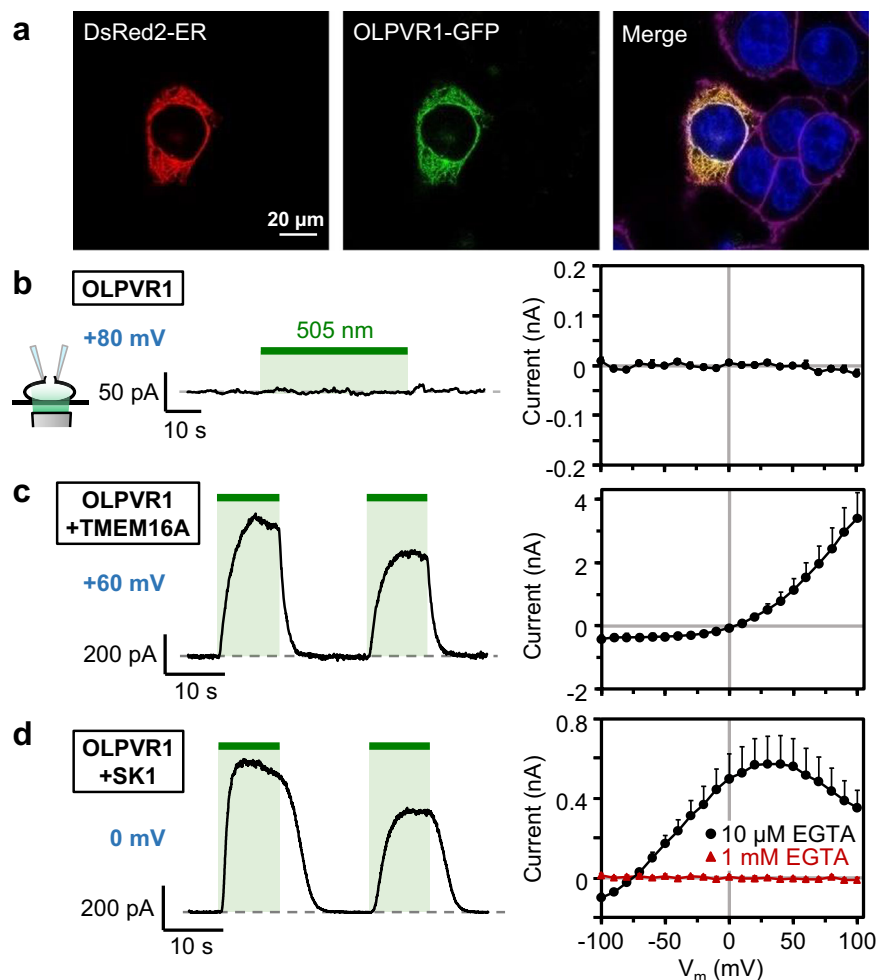 a
DsRed2-ER
OLPVR1-GFP
Merge
20 μm
b
OLPVR1
+80 mV
505 nm
50 pA
10 s
Current (nA)
0.2
0.1
0
-0.1
-0.2
c
OLPVR1
+TMEM16A
+60 mV
200 pA
10 s
Current (nA)
4
2
0
-2
d
OLPVR1
+SK1
0 mV
200 pA
10 s
Current (nA)
0.8
0.4
0
10 μM EGTA
1 mM EGTA
-100 -50 0 50 100
Vm (mV)